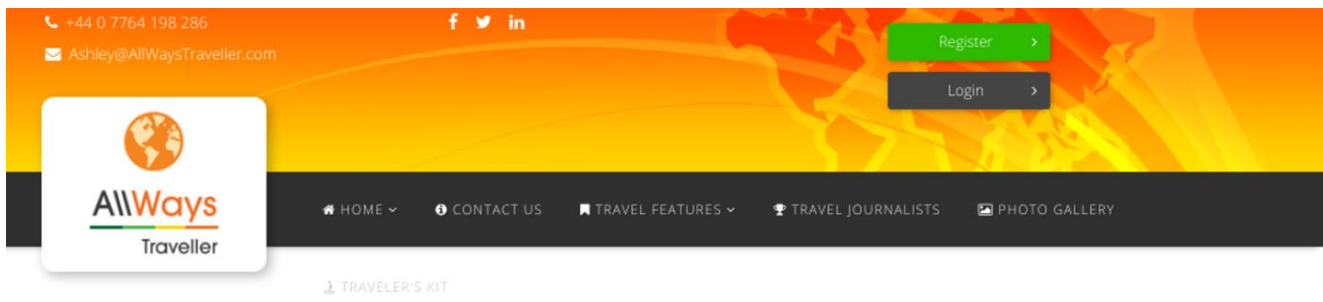 +44 0 7764 198 286
Ashley@AllWaysTraveller.com
f in
Register
Login
AllWays
Traveller
HOME
CONTACT US
TRAVEL FEATURES
TRAVEL JOURNALISTS
PHOTO GALLERY
TRAVELER'S KIT